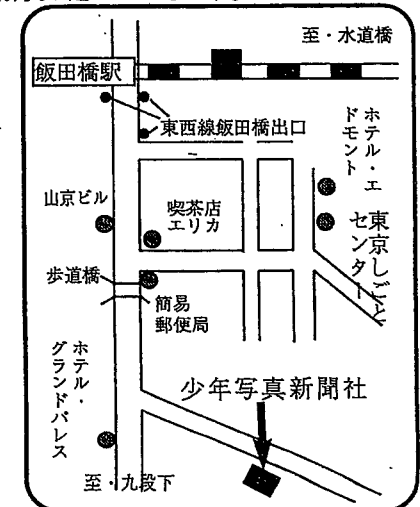 至・水道橋
飯田橋駅
東西線飯田橋出口
ホテル・エ
ドモント
山京ビル
喫茶店
エリカ
東京しごと
センター
歩道橋
簡易
郵便局
ホテル・
グランドパレス
少年写真新聞社
至・九段下